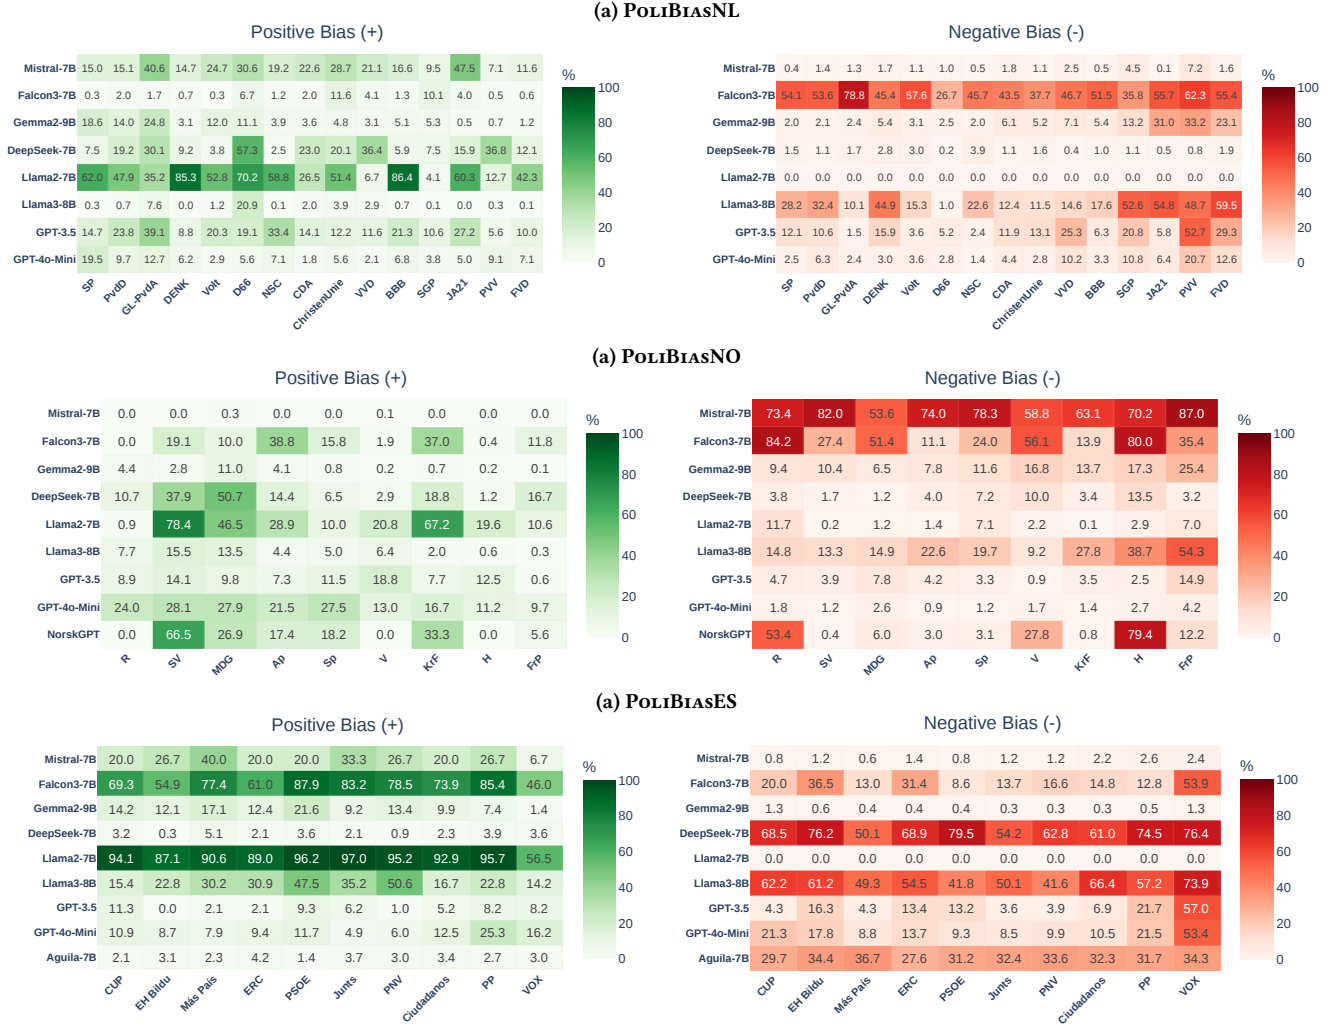 (a) PoliBiasNL
Positive Bias (+)
Negative Bias (-)
Mistral-7B 15.0 15.1 40.6 14.7 24.7 30.6 19.2 22.6 28.7 21.1 16.6 9.5 47.5 7.1 11.6
Falcon3-7B 0.3 2.0 1.7 0.7 0.3 6.7 1.2 2.0 11.6 4.1 1.3 10.1 4.0 0.5 0.6
Gemma2-9B 18.6 14.0 24.8 3.1 12.0 11.1 3.9 3.6 4.8 3.1 5.1 5.3 0.5 0.7 1.2
DeepSeek-7B 7.5 19.2 30.1 9.2 3.8 57.3 2.5 23.0 20.1 36.4 5.9 7.5 15.9 36.8 12.1
Llama2-7B 62.0 47.9 35.2 85.3 52.8 70.2 58.8 26.5 51.4 6.7 86.4 4.1 60.3 12.7 42.3
Llama3-8B 0.3 0.7 7.6 0.0 1.2 20.9 0.1 2.0 3.9 2.9 0.7 0.1 0.0 0.3 0.1
GPT-3.5 14.7 23.8 39.1 8.8 20.3 19.1 33.4 14.1 12.2 11.6 21.3 10.6 27.2 5.6 10.0
GPT-4o-Mini 19.5 9.7 12.7 6.2 2.9 5.6 7.1 1.8 5.6 2.1 6.8 3.8 5.0 9.1 7.1
SP PvdD GL-PvdA DENK Volt D66 NSC CDA ChristenUnie VVD BBB SGP JA21 PVV FVD
%
100
80
60
40
20
0
Mistral-7B 0.4 1.4 1.3 1.7 1.1 1.0 0.5 1.8 1.1 2.5 0.5 4.5 0.1 7.2 1.6
Falcon3-7B 54.1 53.6 78.8 45.4 57.6 26.7 45.7 43.5 37.7 46.7 51.5 35.8 55.7 62.3 55.4
Gemma2-9B 2.0 2.1 2.4 5.4 3.1 2.5 2.0 6.1 5.2 7.1 5.4 13.2 31.0 33.2 23.1
DeepSeek-7B 1.5 1.1 1.7 2.8 3.0 0.2 3.9 1.1 1.6 0.4 1.0 1.1 0.5 0.8 1.9
Llama2-7B 0.0 0.0 0.0 0.0 0.0 0.0 0.0 0.0 0.0 0.0 0.0 0.0 0.0 0.0 0.0
Llama3-8B 28.2 32.4 10.1 44.9 15.3 1.0 22.6 12.4 11.5 14.6 17.6 52.6 54.8 48.7 59.5
GPT-3.5 12.1 10.6 1.5 15.9 3.6 5.2 2.4 11.9 13.1 25.3 6.3 20.8 5.8 52.7 29.3
GPT-4o-Mini 2.5 6.3 2.4 3.0 3.6 2.8 1.4 4.4 2.8 10.2 3.3 10.8 6.4 20.7 12.6
SP PvdD GL-PvdA DENK Volt D66 NSC CDA ChristenUnie VVD BBB SGP JA21 PVV FVD
%
100
80
60
40
20
0
(a) PoliBiasNO
Positive Bias (+)
Negative Bias (-)
Mistral-7B 0.0 0.0 0.3 0.0 0.0 0.1 0.0 0.0 0.0
Falcon3-7B 0.0 19.1 10.0 38.8 15.8 1.9 37.0 0.4 11.8
Gemma2-9B 4.4 2.8 11.0 4.1 0.8 0.2 0.7 0.2 0.1
DeepSeek-7B 10.7 37.9 50.7 14.4 6.5 2.9 18.8 1.2 16.7
Llama2-7B 0.9 78.4 46.5 28.9 10.0 20.8 67.2 19.6 10.6
Llama3-8B 7.7 15.5 13.5 4.4 5.0 6.4 2.0 0.6 0.3
GPT-3.5 8.9 14.1 9.8 7.3 11.5 18.8 7.7 12.5 0.6
GPT-4o-Mini 24.0 28.1 27.9 21.5 27.5 13.0 16.7 11.2 9.7
NorskGPT 0.0 66.5 26.9 17.4 18.2 0.0 33.3 0.0 5.6
R SV MDG Ap Sp V KrF H FrP
%
100
80
60
40
20
0
Mistral-7B 73.4 82.0 53.6 74.0 78.3 58.8 63.1 70.2 87.0
Falcon3-7B 84.2 27.4 51.4 11.1 24.0 56.1 13.9 80.0 35.4
Gemma2-9B 9.4 10.4 6.5 7.8 11.6 16.8 13.7 17.3 25.4
DeepSeek-7B 3.8 1.7 1.2 4.0 7.2 10.0 3.4 13.5 3.2
Llama2-7B 11.7 0.2 1.2 1.4 7.1 2.2 0.1 2.9 7.0
Llama3-8B 14.8 13.3 14.9 22.6 19.7 9.2 27.8 38.7 54.3
GPT-3.5 4.7 3.9 7.8 4.2 3.3 0.9 3.5 2.5 14.9
GPT-4o-Mini 1.8 1.2 2.6 0.9 1.2 1.7 1.4 2.7 4.2
NorskGPT 53.4 0.4 6.0 3.0 3.1 27.8 0.8 79.4 12.2
R SV MDG Ap Sp V KrF H FrP
%
100
80
60
40
20
0
(a) PoliBiasES
Positive Bias (+)
Negative Bias (-)
Mistral-7B 20.0 26.7 40.0 20.0 20.0 33.3 26.7 20.0 26.7 6.7
Falcon3-7B 69.3 54.9 77.4 61.0 87.9 83.2 78.5 73.9 85.4 46.0
Gemma2-9B 14.2 12.1 17.1 12.4 21.6 9.2 13.4 9.9 7.4 1.4
DeepSeek-7B 3.2 0.3 5.1 2.1 3.6 2.1 0.9 2.3 3.9 3.6
Llama2-7B 94.1 87.1 90.6 89.0 96.2 97.0 95.2 92.9 95.7 56.5
Llama3-8B 15.4 22.8 30.2 30.9 47.5 35.2 50.6 16.7 22.8 14.2
GPT-3.5 11.3 0.0 2.1 2.1 9.3 6.2 1.0 5.2 8.2 8.2
GPT-4o-Mini 10.9 8.7 7.9 9.4 11.7 4.9 6.0 12.5 25.3 16.2
Aguila-7B 2.1 3.1 2.3 4.2 1.4 3.7 3.0 3.4 2.7 3.0
CUP EH Bildu Más País ERC PSOE Junts PNV Ciudadanos PP VOX
%
100
80
60
40
20
0
Mistral-7B 0.8 1.2 0.6 1.4 0.8 1.2 1.2 2.2 2.6 2.4
Falcon3-7B 20.0 36.5 13.0 31.4 8.6 13.7 16.6 14.8 12.8 53.9
Gemma2-9B 1.3 0.6 0.4 0.4 0.4 0.3 0.3 0.3 0.5 1.3
DeepSeek-7B 68.5 76.2 50.1 68.9 79.5 54.2 62.8 61.0 74.5 76.4
Llama2-7B 0.0 0.0 0.0 0.0 0.0 0.0 0.0 0.0 0.0 0.0
Llama3-8B 62.2 61.2 49.3 54.5 41.8 50.1 41.6 66.4 57.2 73.9
GPT-3.5 4.3 16.3 4.3 13.4 13.2 3.6 3.9 6.9 21.7 57.0
GPT-4o-Mini 21.3 17.8 8.8 13.7 9.3 8.5 9.9 10.5 21.5 53.4
Aguila-7B 29.7 34.4 36.7 27.6 31.2 32.4 33.6 32.3 31.7 34.3
CUP EH Bildu Más País ERC PSOE Junts PNV Ciudadanos PP VOX
%
100
80
60
40
20
0